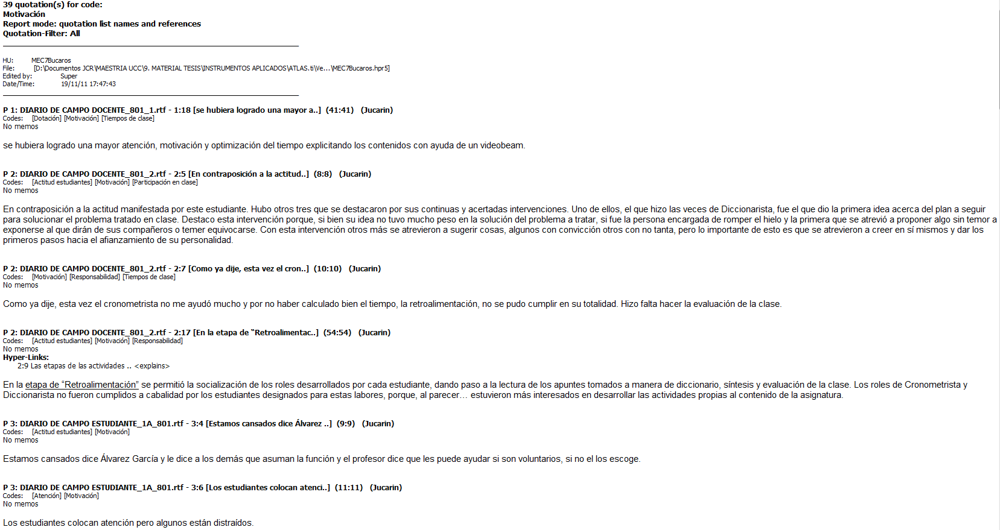 39 quotation(s) for code:
Motivación
Report mode: quotation list names and references
Quotation-Filter: All
HU: MEC7Bucaros
File: [D:\Documentos JCR\MAESTRIA UCC\9. MATERIAL TESIS\INSTRUMENTOS APLICADOS\ATLAS.ti\Ve...\MEC7Bucaros.hpr5]
Edited by: Super
Date/Time: 19/11/11 17:47:43
P 1: DIARIO DE CAMPO DOCENTE_801_1.rtf - 1:18 [se hubiera logrado una mayor a..] (41:41) (Jucarin)
Codes: [Dotación] [Motivación] [Tiempos de clase]
No memos
se hubiera logrado una mayor atención, motivación y optimización del tiempo explicitando los contenidos con ayuda de un videobeam.
P 2: DIARIO DE CAMPO DOCENTE_801_2.rtf - 2:5 [En contraposición a la actitud..] (8:8) (Jucarin)
Codes: [Actitud estudiantes] [Motivación] [Participación en clase]
No memos
En contraposición a la actitud manifestada por este estudiante. Hubo otros tres que se destacaron por sus continuas y acertadas intervenciones. Uno de ellos, el que hizo las veces de Diccionarista, fue el que dio la primera idea acerca del plan a seguir
para solucionar el problema tratado en clase. Destaco esta intervención porque, si bien su idea no tuvo mucho peso en la solución del problema a tratar, si fue la persona encargada de romper el hielo y la primera que se atrevió a proponer algo sin temor a
exponerse al que dirán de sus compañeros o temer equivocarse. Con esta intervención otros más se atrevieron a sugerir cosas, algunos con convicción otros con no tanta, pero lo importante de esto es que se atrevieron a creer en sí mismos y dar los
primeros pasos hacia el afianzamiento de su personalidad.
P 2: DIARIO DE CAMPO DOCENTE_801_2.rtf - 2:7 [Como ya dije, esta vez el cron..] (10:10) (Jucarin)
Codes: [Motivación] [Responsabilidad] [Tiempos de clase]
No memos
Como ya dije, esta vez el cronometrista no me ayudó mucho y por no haber calculado bien el tiempo, la retroalimentación, no se pudo cumplir en su totalidad. Hizo falta hacer la evaluación de la clase.
P 2: DIARIO DE CAMPO DOCENTE_801_2.rtf - 2:17 [En la etapa de “Retroalimentac..] (54:54) (Jucarin)
Codes: [Actitud estudiantes] [Motivación] [Responsabilidad]
No memos
Hyper-Links:
2:9 Las etapas de las actividades .. <explains>
En la etapa de “Retroalimentación” se permitió la socialización de los roles desarrollados por cada estudiante, dando paso a la lectura de los apuntes tomados a manera de diccionario, síntesis y evaluación de la clase. Los roles de Cronometrista y
Diccionarista no fueron cumplidos a cabalidad por los estudiantes designados para estas labores, porque, al parecer… estuvieron más interesados en desarrollar las actividades propias al contenido de la asignatura.
P 3: DIARIO DE CAMPO ESTUDIANTE_1A_801.rtf - 3:4 [Estamos cansados dice Álvarez ..] (9:9) (Jucarin)
Codes: [Actitud estudiantes] [Motivación]
No memos
Estamos cansados dice Álvarez García y le dice a los demás que asuman la función y el profesor dice que les puede ayudar si son voluntarios, si no el los escoge.
P 3: DIARIO DE CAMPO ESTUDIANTE_1A_801.rtf - 3:6 [Los estudiantes colocan atenci..] (11:11) (Jucarin)
Codes: [Atención] [Motivación]
No memos
Los estudiantes colocan atención pero algunos están distraídos.